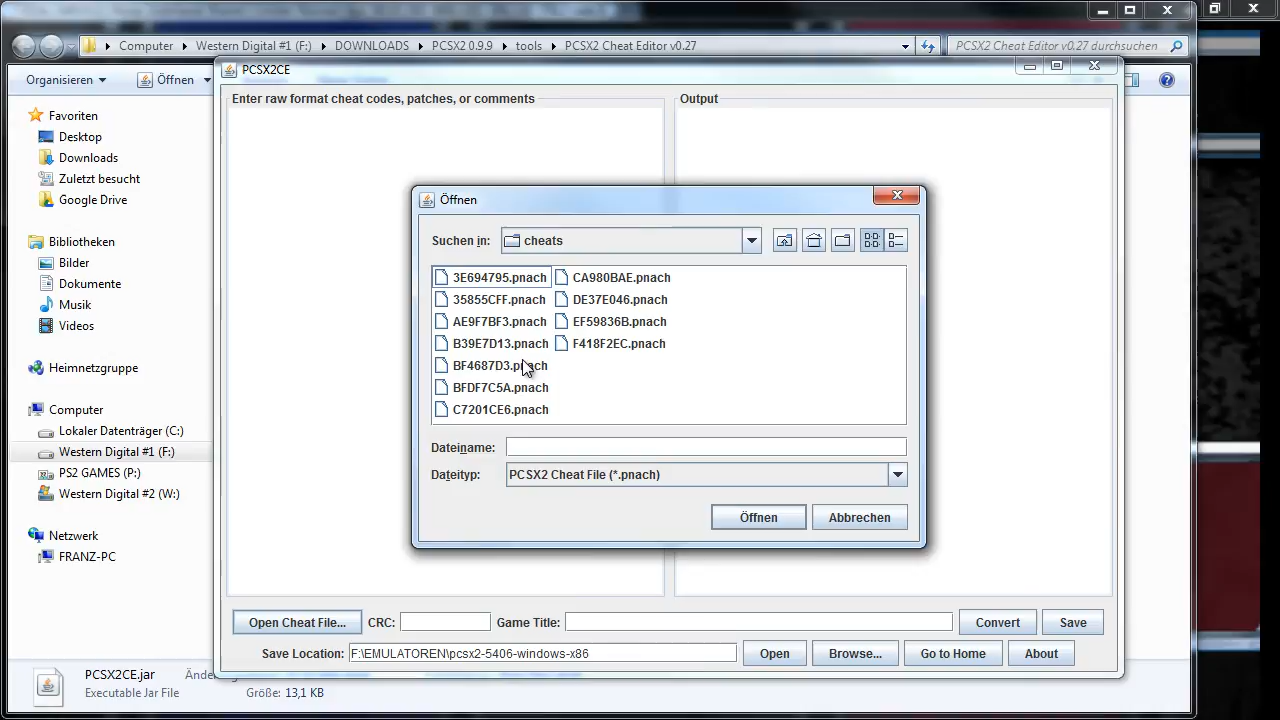 Computer
Western Digital #1 (F:)
DOWNLOADS
PCSX2 0.9.9
tools
PCSX2 Cheat Editor v0.27
PCSX2 Cheat Editor v0.27 durchsuchen
Organisieren
Öffnen
PCSX2CE
Enter raw format cheat codes, patches, or comments
Output
Favoriten
Desktop
Downloads
Zuletzt besucht
Google Drive
Bibliotheken
Bilder
Dokumente
Musik
Videos
Heimnetzgruppe
Computer
Lokaler Datenträger (C:)
Western Digital #1 (F:)
PS2 GAMES (P:)
Western Digital #2 (W:)
Netzwerk
FRANZ-PC
Öffnen
Suchen in:
cheats
3E694795.pnach
35855CFF.pnach
AE9F7BF3.pnach
B39E7D13.pnach
BF4687D3.pnach
BFDF7C5A.pnach
C7201CE6.pnach
CA980BAE.pnach
DE37E046.pnach
EF59836B.pnach
F418F2EC.pnach
Dateiname:
Dateityp:
PCSX2 Cheat File (*.pnach)
Öffnen
Abbrechen
Open Cheat File...
CRC:
Game Title:
Convert
Save
Save Location:
F:\EMULATOREN\pcsx2-5406-windows-x86
Open
Browse...
Go to Home
About
PCSX2CE.jar
Executable Jar File
Größe: 13,1 KB